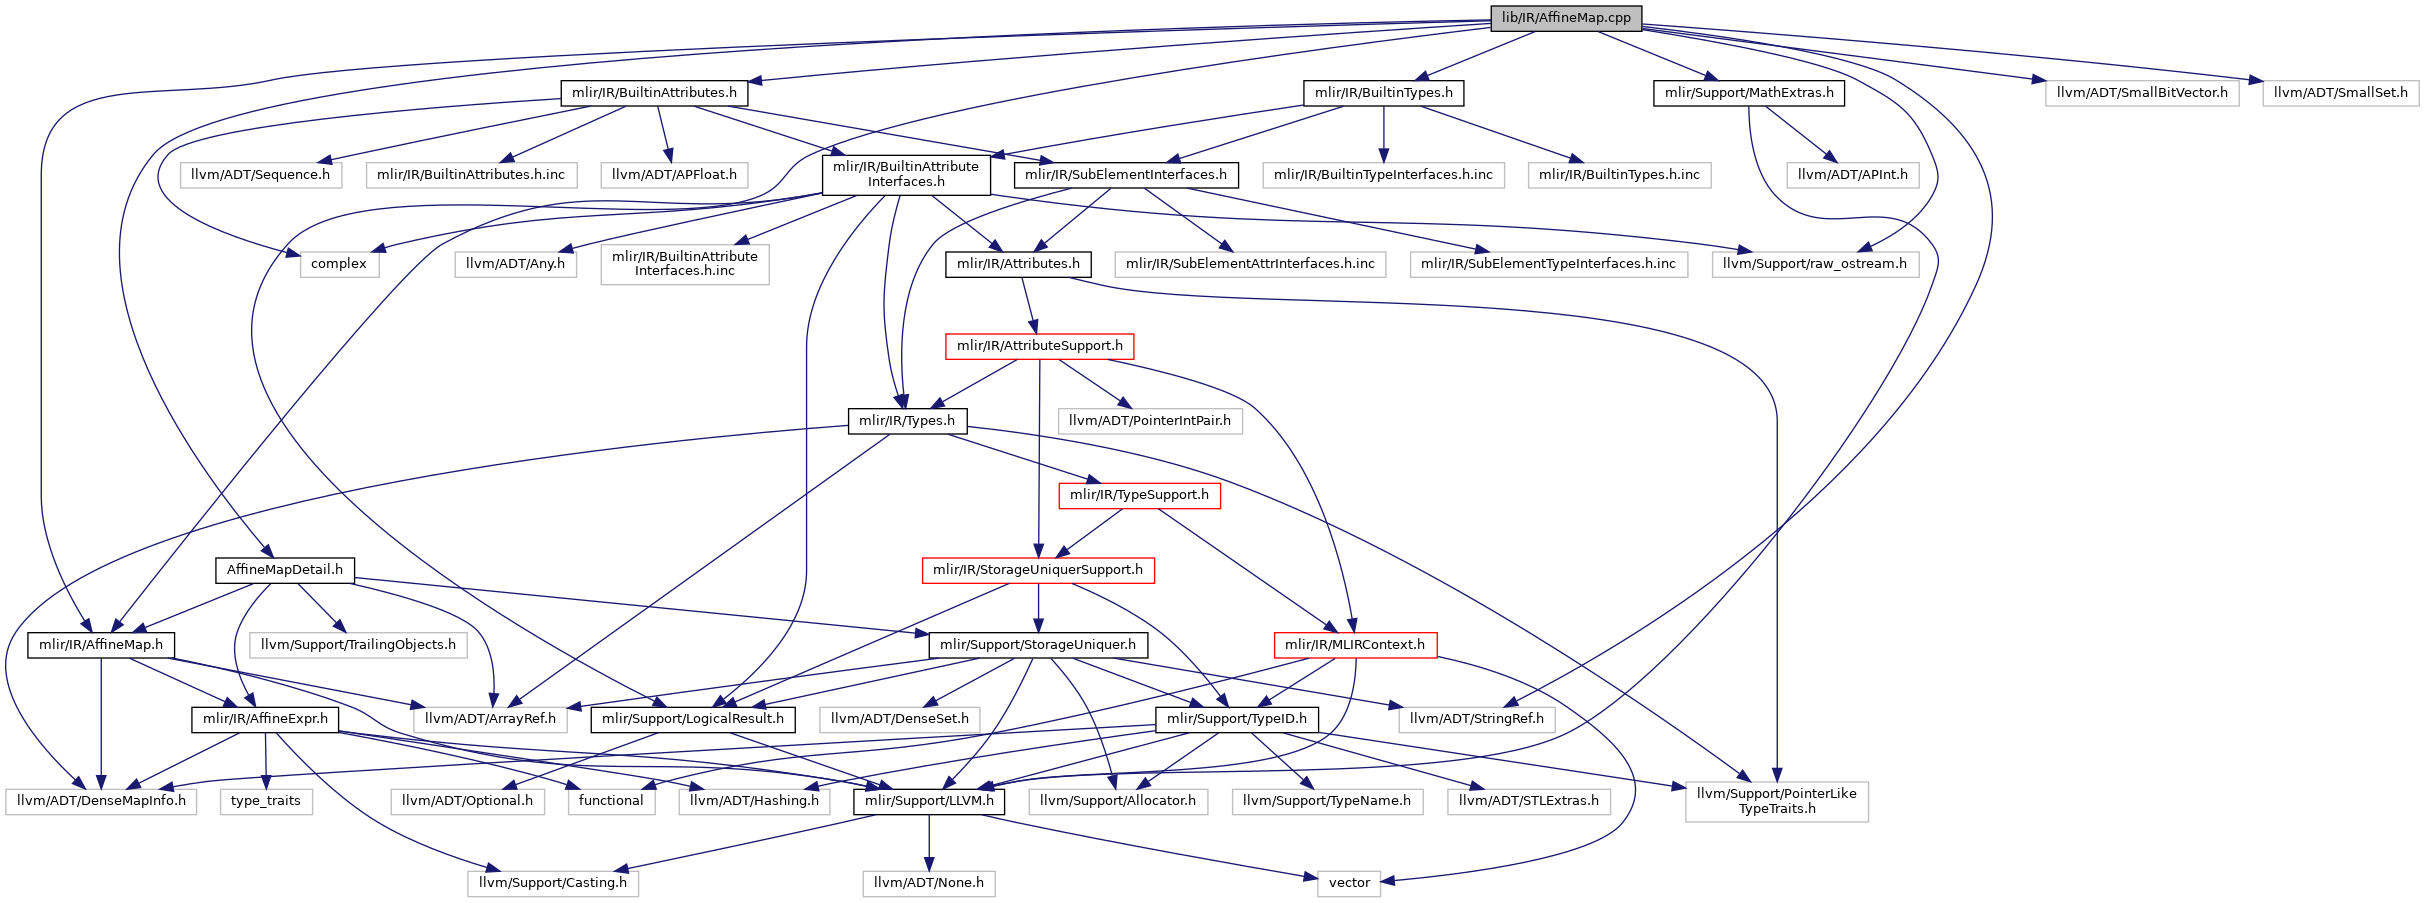 lib/IR/AffineMap.cpp
mlir/IR/BuiltinAttributes.h
mlir/IR/BuiltinTypes.h
mlir/Support/MathExtras.h
llvm/ADT/SmallBitVector.h
llvm/ADT/SmallSet.h
llvm/ADT/Sequence.h
mlir/IR/BuiltinAttributes.h.inc
llvm/ADT/APFloat.h
mlir/IR/BuiltinAttribute
Interfaces.h
mlir/IR/SubElementInterfaces.h
mlir/IR/BuiltinTypeInterfaces.h.inc
mlir/IR/BuiltinTypes.h.inc
llvm/ADT/APInt.h
complex
llvm/ADT/Any.h
mlir/IR/BuiltinAttribute
Interfaces.h.inc
mlir/IR/Attributes.h
mlir/IR/SubElementAttrInterfaces.h.inc
mlir/IR/SubElementTypeInterfaces.h.inc
llvm/Support/raw_ostream.h
mlir/IR/AttributeSupport.h
mlir/IR/Types.h
llvm/ADT/PointerIntPair.h
mlir/IR/TypeSupport.h
AffineMapDetail.h
mlir/IR/StorageUniquerSupport.h
mlir/IR/AffineMap.h
llvm/Support/TrailingObjects.h
mlir/Support/StorageUniquer.h
mlir/IR/MLIRContext.h
mlir/IR/AffineExpr.h
llvm/ADT/ArrayRef.h
mlir/Support/LogicalResult.h
llvm/ADT/DenseSet.h
mlir/Support/TypeID.h
llvm/ADT/StringRef.h
llvm/ADT/DenseMapInfo.h
type_traits
llvm/ADT/Optional.h
functional
llvm/ADT/Hashing.h
mlir/Support/LLVM.h
llvm/Support/Allocator.h
llvm/Support/TypeName.h
llvm/ADT/STLExtras.h
llvm/Support/PointerLike
TypeTraits.h
llvm/Support/Casting.h
llvm/ADT/None.h
vector